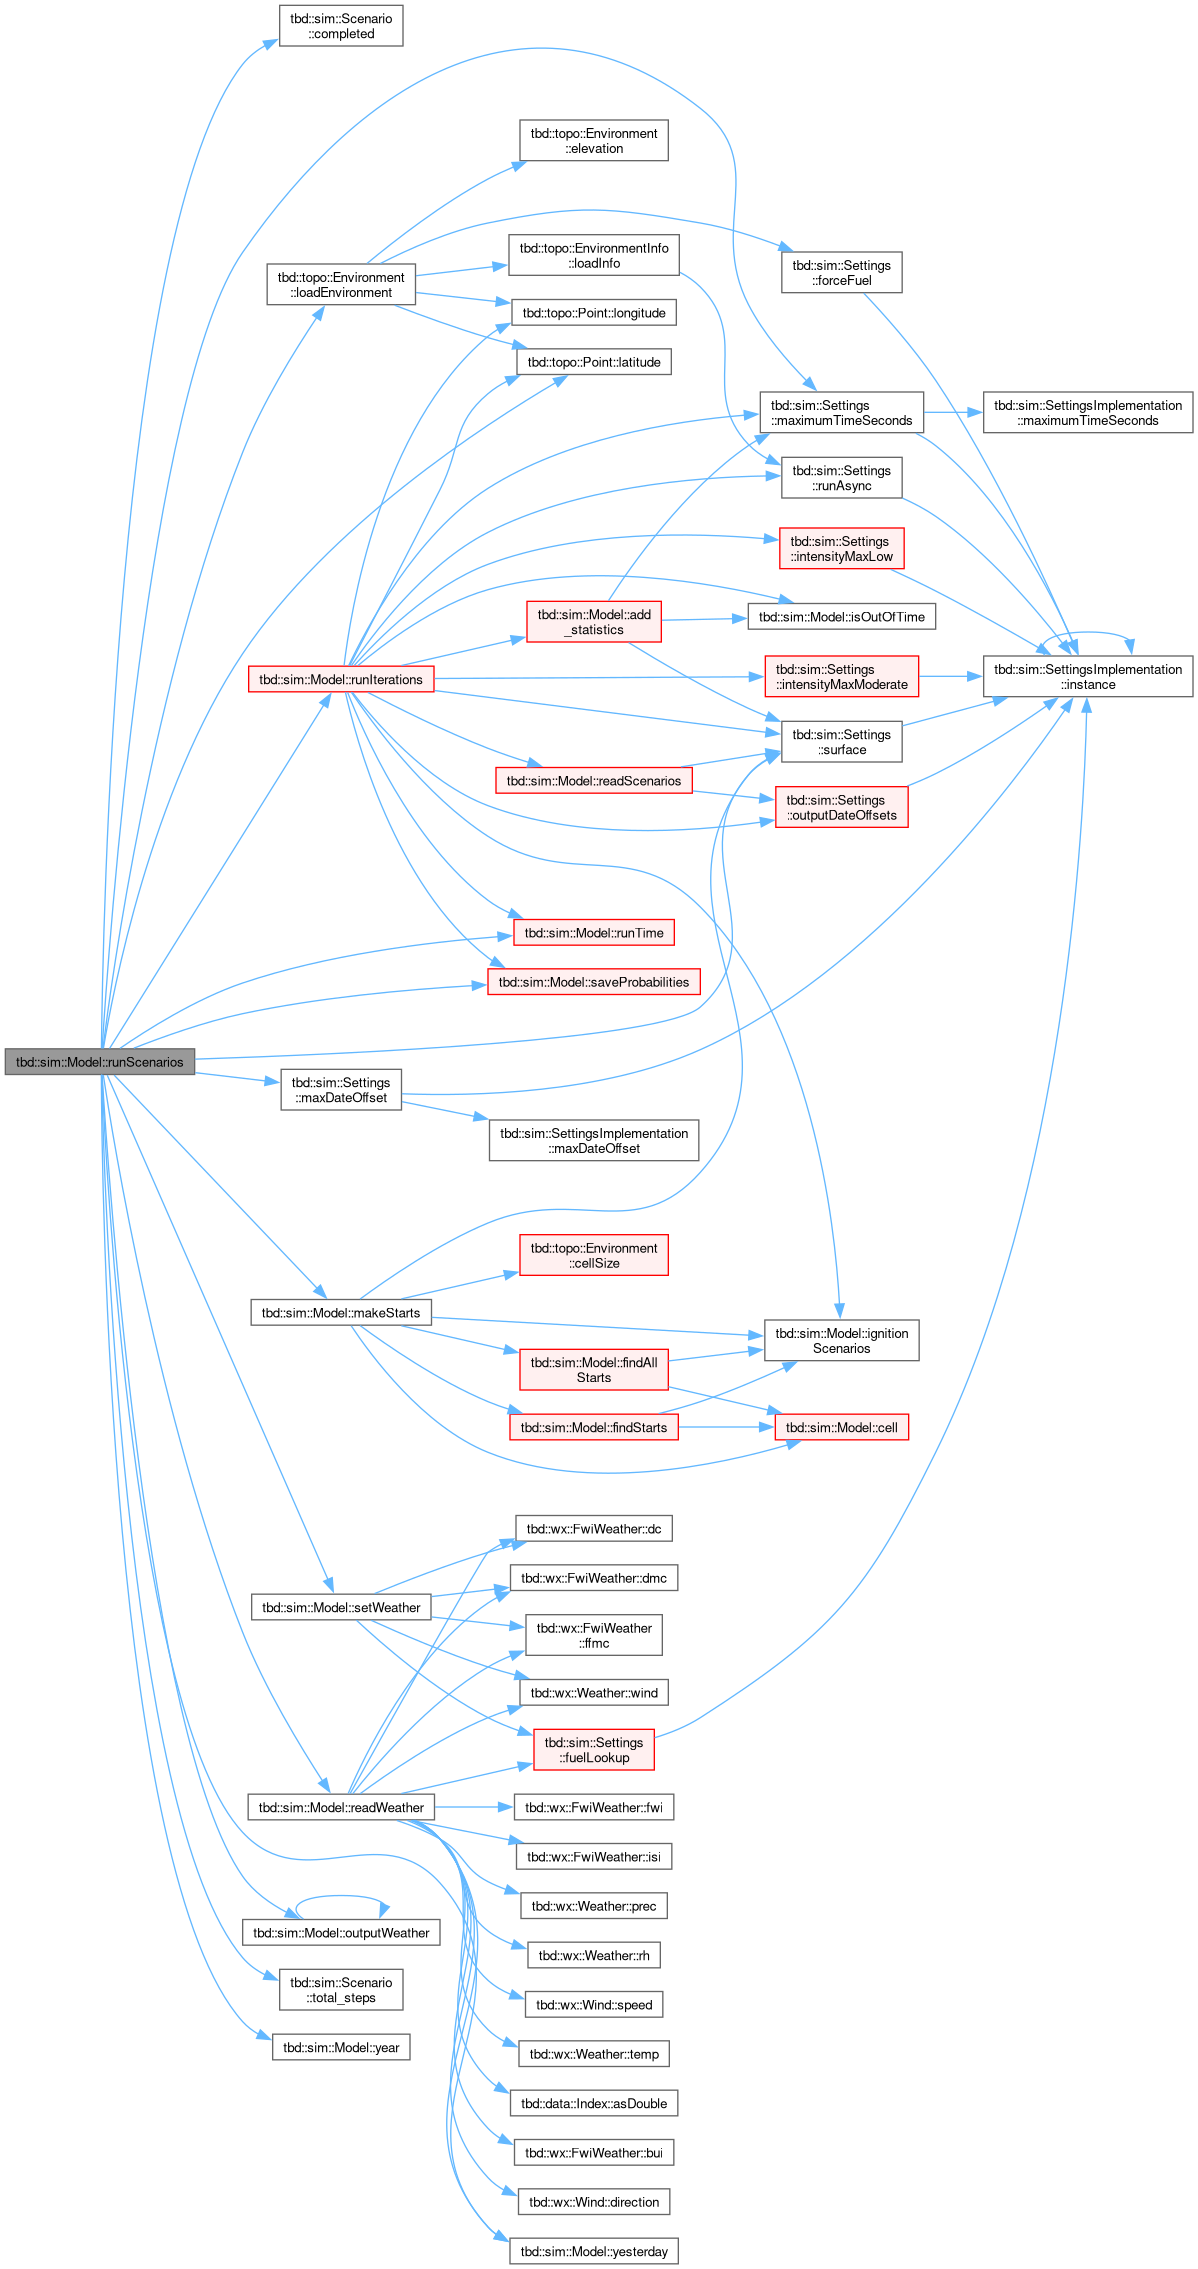 tbd::sim::Scenario
::completed
tbd::topo::Environment
::elevation
tbd::topo::EnvironmentInfo
::loadInfo
tbd::sim::Settings
::forceFuel
tbd::topo::Environment
::loadEnvironment
tbd::topo::Point::longitude
tbd::topo::Point::latitude
tbd::sim::Settings
::maximumTimeSeconds
tbd::sim::SettingsImplementation
::maximumTimeSeconds
tbd::sim::Settings
::runAsync
tbd::sim::Settings
::intensityMaxLow
tbd::sim::Model::add
_statistics
tbd::sim::Model::isOutOfTime
tbd::sim::Model::runIterations
tbd::sim::Settings
::intensityMaxModerate
tbd::sim::SettingsImplementation
::instance
tbd::sim::Settings
::surface
tbd::sim::Model::readScenarios
tbd::sim::Settings
::outputDateOffsets
tbd::sim::Model::runTime
tbd::sim::Model::saveProbabilities
tbd::sim::Model::runScenarios
tbd::sim::Settings
::maxDateOffset
tbd::sim::SettingsImplementation
::maxDateOffset
tbd::topo::Environment
::cellSize
tbd::sim::Model::makeStarts
tbd::sim::Model::ignition
Scenarios
tbd::sim::Model::findAll
Starts
tbd::sim::Model::findStarts
tbd::sim::Model::cell
tbd::wx::FwiWeather::dc
tbd::wx::FwiWeather::dmc
tbd::sim::Model::setWeather
tbd::wx::FwiWeather
::ffmc
tbd::wx::Weather::wind
tbd::sim::Settings
::fuelLookup
tbd::sim::Model::readWeather
tbd::wx::FwiWeather::fwi
tbd::wx::FwiWeather::isi
tbd::wx::Weather::prec
tbd::sim::Model::outputWeather
tbd::wx::Weather::rh
tbd::sim::Scenario
::total_steps
tbd::wx::Wind::speed
tbd::sim::Model::year
tbd::wx::Weather::temp
tbd::data::Index::asDouble
tbd::wx::FwiWeather::bui
tbd::wx::Wind::direction
tbd::sim::Model::yesterday